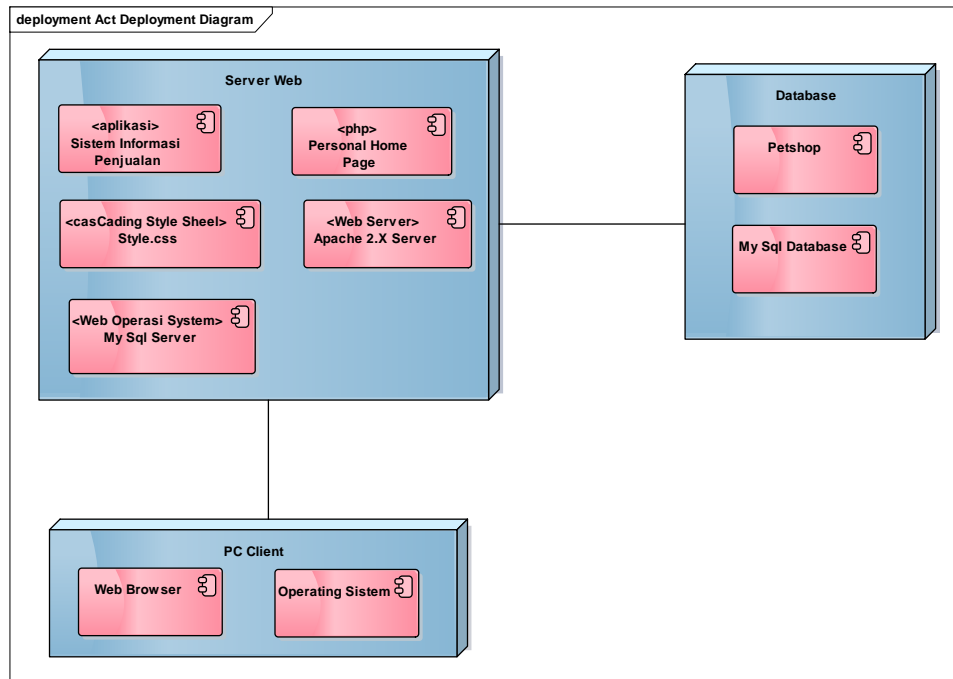 deployment Act Deployment Diagram
Server Web
<aplikasi>
Sistem Informasi
Penjualan
<php>
Personal Home
Page
<casCading Style Sheel>
Style.css
<Web Server>
Apache 2.X Server
<Web Operasi System>
My Sql Server
Database
Petshop
My Sql Database
PC Client
Web Browser
Operating Sistem